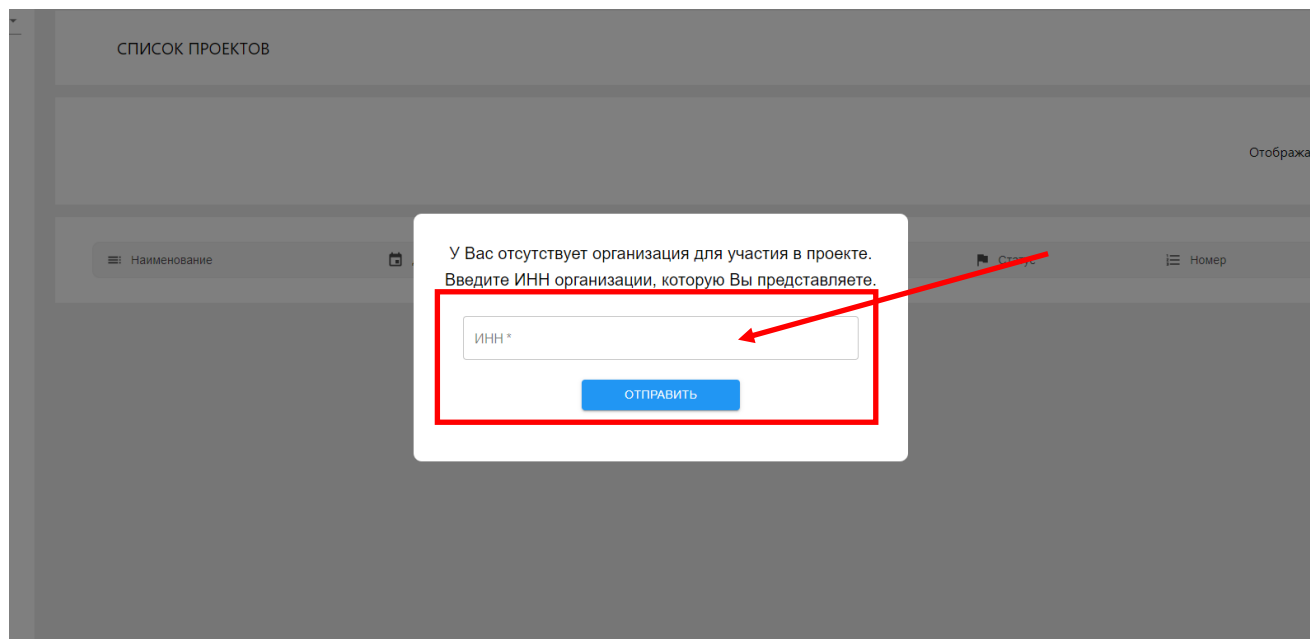 СПИСОК ПРОЕКТОВ
Отобража
У Вас отсутствует организация для участия в проекте.
Введите ИНН организации, которую Вы представляете.
Наименование
Статус
Номер
ИНН *
ОТПРАВИТЬ